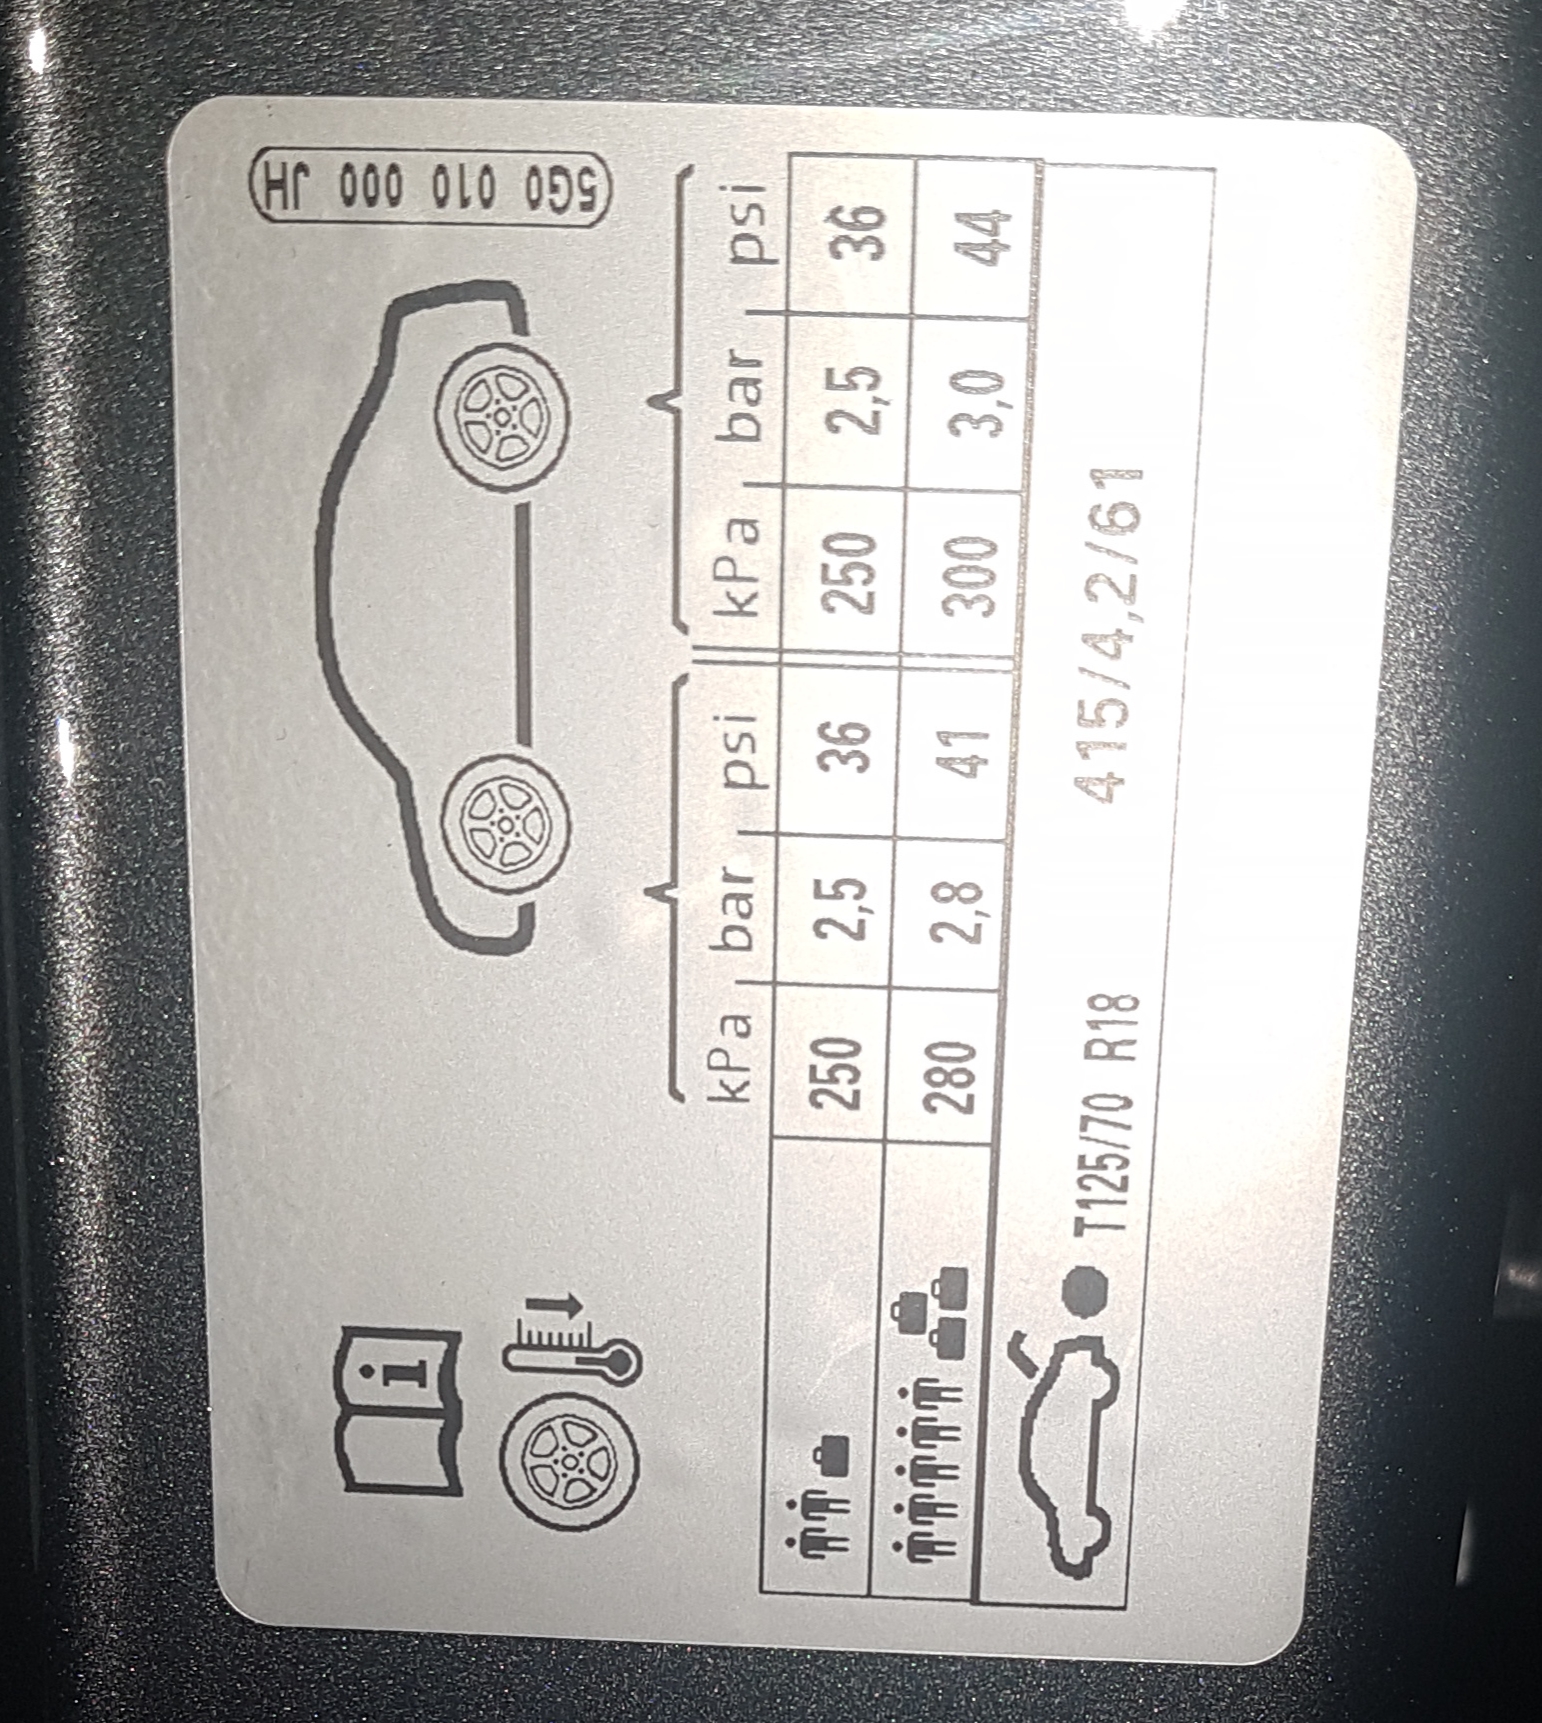 5G0 010 000 JH
i
kPa bar psi kPa bar psi
250 2,5 36 250 2,5 36
280 2,8 41 300 3,0 44
T125/70 R18 415/4,2/61